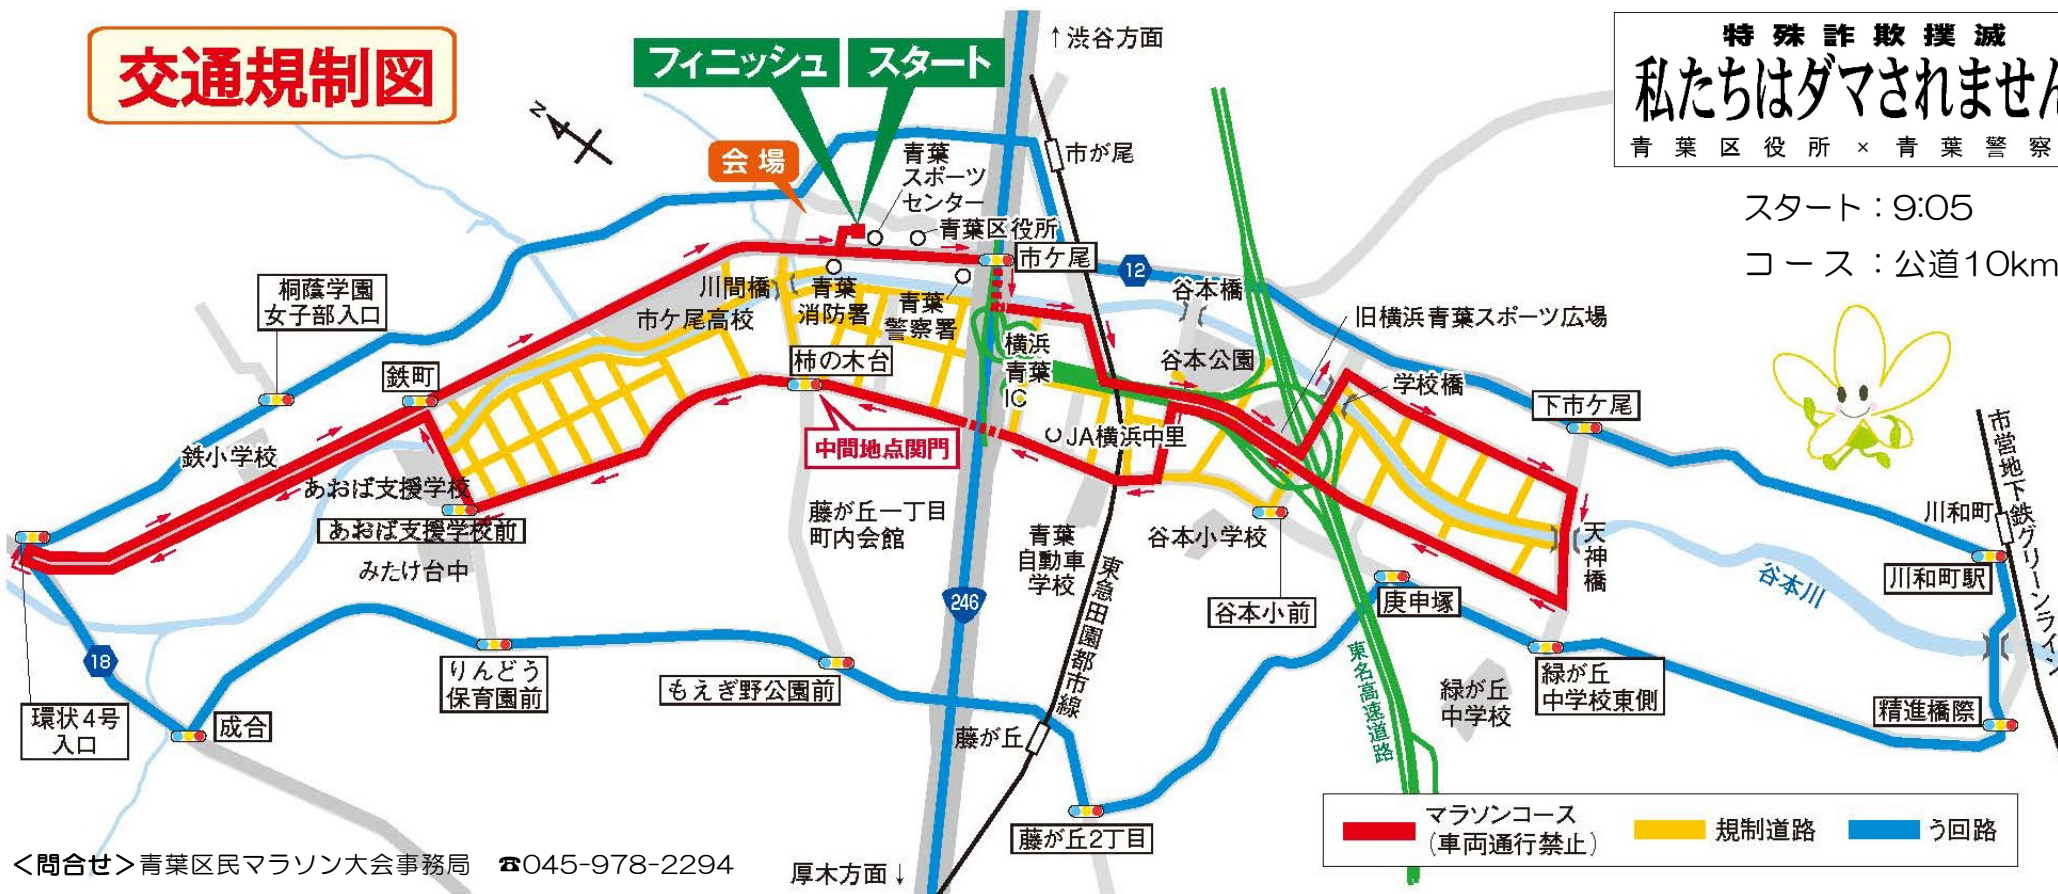 交通規制図
フィニッシュ
スタート
↑渋谷方面
特殊詐欺撲滅
私たちはダマされません
青葉区役所×青葉警察
スタート：9:05
コース：公道10km
N
会場
青葉
スポーツ
センター
青葉区役所
市が尾
市ケ尾
12
谷本橋
旧横浜青葉スポーツ広場
桐蔭学園
女子部入口
川間橋
青葉
消防署
青葉
警察署
市ケ尾高校
横浜
青葉
IC
谷本公園
学校橋
鉄町
柿の木台
下市ケ尾
中間地点関門
JA横浜中里
鉄小学校
あおば支援学校
あおば支援学校前
みたけ台中
藤が丘一丁目
町内会館
青葉
自動車
学校
谷本小学校
谷本小前
天神橋
谷本川
川和町
川和町駅
市営地下鉄グリーンライン
246
東急田園都市線
東名高速道路
庚申塚
緑が丘
中学校
緑が丘
中学校東側
精進橋際
18
環状4号
入口
成合
りんどう
保育園前
もえぎ野公園前
藤が丘
藤が丘2丁目
厚木方面↓
マラソンコース
(車両通行禁止)
規制道路
う回路
＜問合せ＞青葉区民マラソン大会事務局 ☎045-978-2294